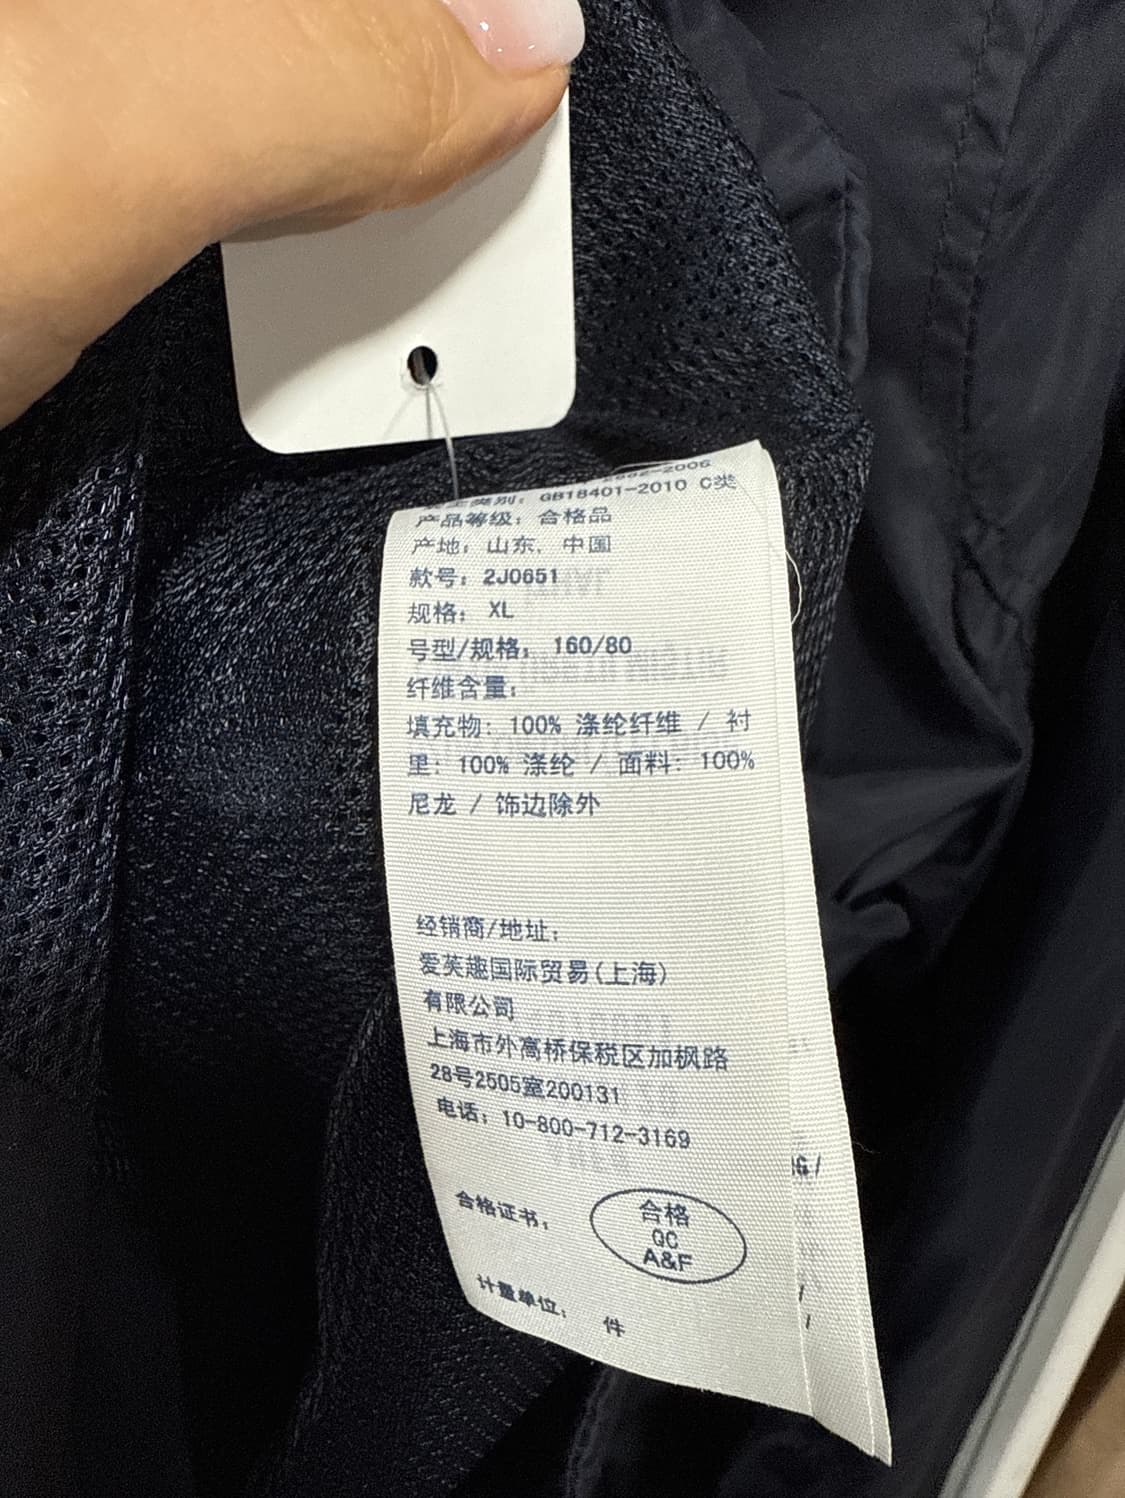 2662-2006
类别: GB18401-2010 C类
产品等级: 合格品
产地: 山东, 中国
款号: 2J0651
规格: XL
号型/规格: 160/80
纤维含量:
填充物: 100% 涤纶纤维 / 衬
里: 100% 涤纶 / 面料: 100%
尼龙 / 饰边除外
经销商/地址:
爱芙趣国际贸易(上海)
有限公司
上海市外高桥保税区加枫路
28号2505室200131
电话: 10-800-712-3169
合格证书:
合格
QC
A&F
计量单位: 件